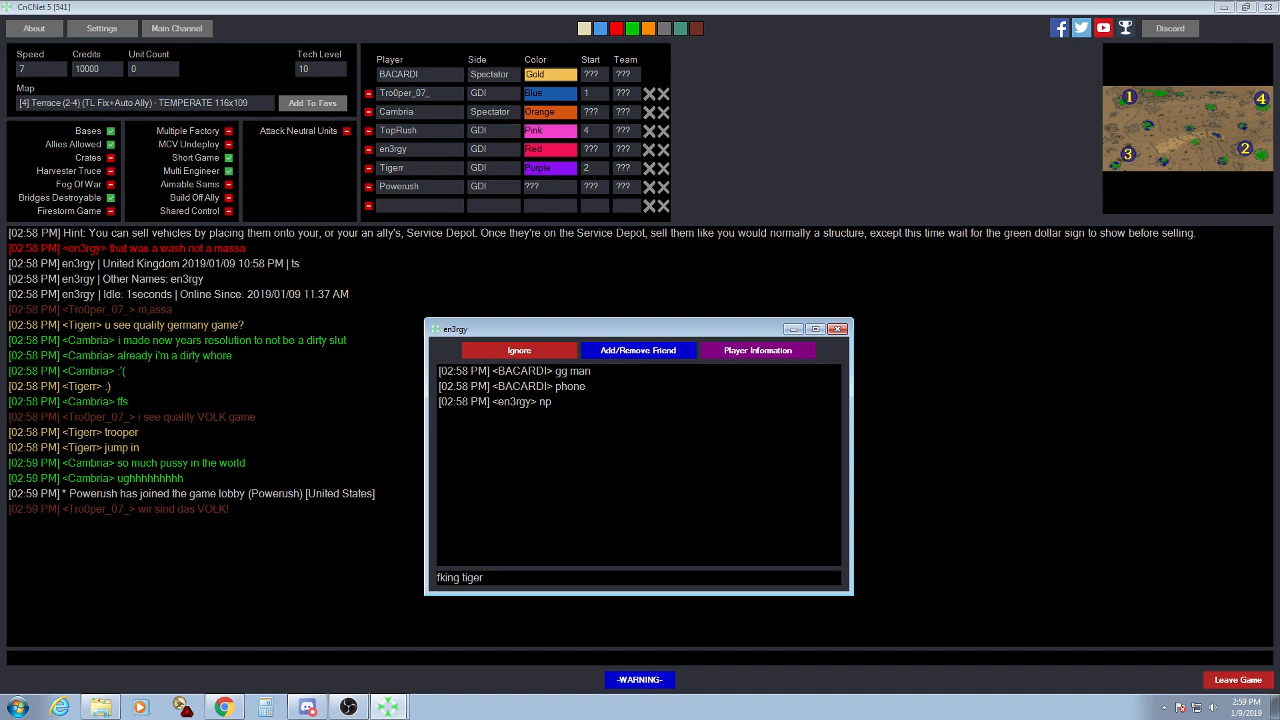 CnCNet 5 [541]
About
Settings
Main Channel
Discord
Speed
Credits
Unit Count
Tech Level
7
10000
0
10
Map
[4] Terrace (2-4) (TL Fix+Auto Ally) - TEMPERATE 116x109
Add To Favs
Bases
Allies Allowed
Crates
Harvester Truce
Fog Of War
Bridges Destroyable
Firestorm Game
Multiple Factory
MCV Undeploy
Short Game
Multi Engineer
Aimable Sams
Build Off Ally
Shared Control
Attack Neutral Units
Player Side Color Start Team
BACARDI Spectator Gold ??? ???
Tro0per_07_ GDI Blue 1 ???
Cambria Spectator Orange ??? ???
TopRush GDI Pink 4 ???
en3rgy GDI Red ??? ???
Tigerr GDI Purple 2 ???
Powerush GDI ??? ??? ???
1
4
3
2
[02:58 PM] Hint: You can sell vehicles by placing them onto your, or your an ally's, Service Depot. Once they're on the Service Depot, sell them like you would normally a structure, except this time wait for the green dollar sign to show before selling.
[02:58 PM] <en3rgy> that was a wash not a massa
[02:58 PM] en3rgy | United Kingdom 2019/01/09 10:58 PM | ts
[02:58 PM] en3rgy | Other Names: en3rgy
[02:58 PM] en3rgy | Idle: 1seconds | Online Since: 2019/01/09 11:37 AM
[02:58 PM] <Tro0per_07_> m,assa
[02:58 PM] <Tigerr> u see quality germany game?
[02:58 PM] <Cambria> i made new years resolution to not be a dirty slut
[02:58 PM] <Cambria> already i'm a dirty whore
[02:58 PM] <Cambria> :'(
[02:58 PM] <Tigerr> :)
[02:58 PM] <Cambria> ffs
[02:58 PM] <Tro0per_07_> i see quality VOLK game
[02:58 PM] <Tigerr> trooper
[02:58 PM] <Tigerr> jump in
[02:59 PM] <Cambria> so much pussy in the world
[02:59 PM] <Cambria> ughhhhhhhhh
[02:59 PM] * Powerush has joined the game lobby (Powerush) [United States]
[02:59 PM] <Tro0per_07_> wir sind das VOLK!
en3rgy
Ignore
Add/Remove Friend
Player Information
[02:58 PM] <BACARDI> gg man
[02:58 PM] <BACARDI> phone
[02:58 PM] <en3rgy> np
fking tiger
-WARNING-
Leave Game
2:59 PM
1/9/2019